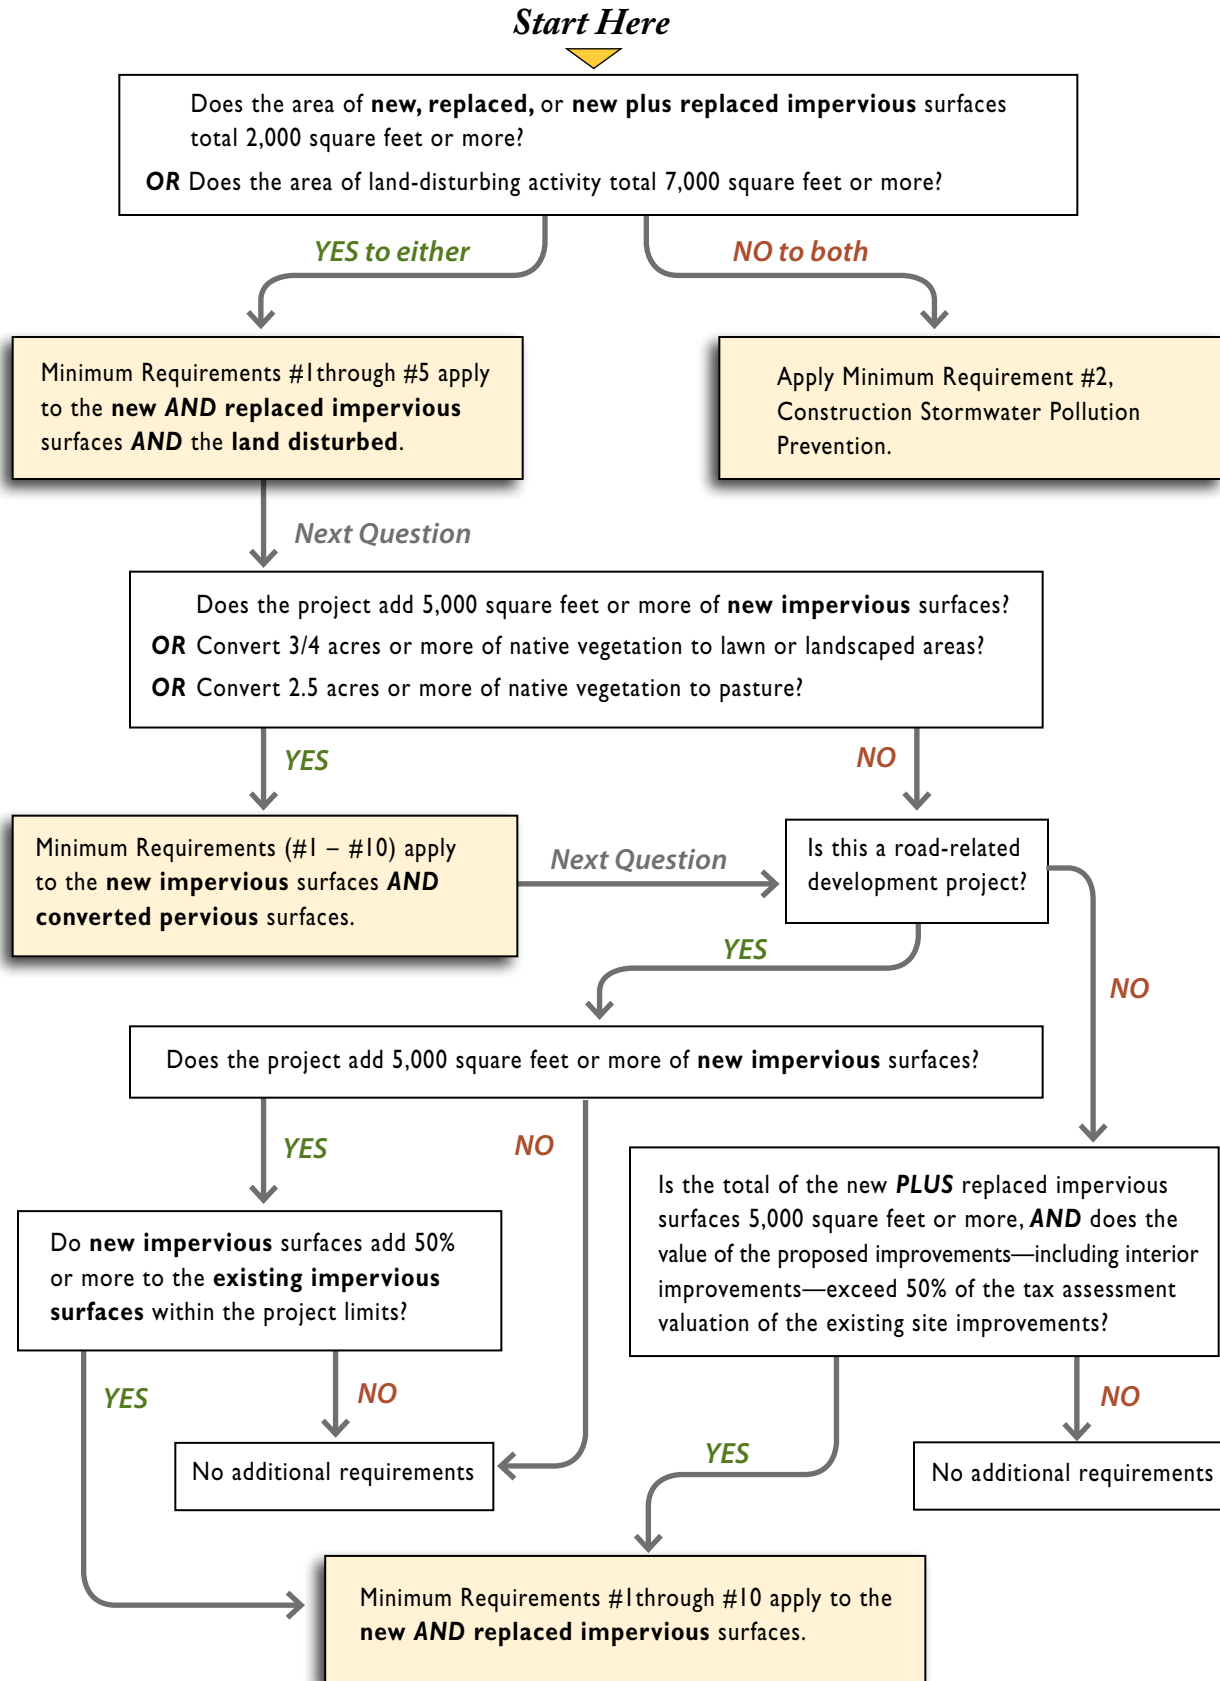 Start Here
Does the area of new, replaced, or new plus replaced impervious surfaces
total 2,000 square feet or more?
OR Does the area of land-disturbing activity total 7,000 square feet or more?
YES to either
NO to both
Minimum Requirements #1through #5 apply
to the new AND replaced impervious
surfaces AND the land disturbed.
Apply Minimum Requirement #2,
Construction Stormwater Pollution
Prevention.
Next Question
Does the project add 5,000 square feet or more of new impervious surfaces?
OR Convert 3/4 acres or more of native vegetation to lawn or landscaped areas?
OR Convert 2.5 acres or more of native vegetation to pasture?
YES
NO
Minimum Requirements (#1 – #10) apply
to the new impervious surfaces AND
converted pervious surfaces.
Next Question
Is this a road-related
development project?
YES
NO
Does the project add 5,000 square feet or more of new impervious surfaces?
YES
NO
Do new impervious surfaces add 50%
or more to the existing impervious
surfaces within the project limits?
Is the total of the new PLUS replaced impervious
surfaces 5,000 square feet or more, AND does the
value of the proposed improvements—including interior
improvements—exceed 50% of the tax assessment
valuation of the existing site improvements?
YES
NO
YES
NO
No additional requirements
No additional requirements
Minimum Requirements #1through #10 apply to the
new AND replaced impervious surfaces.